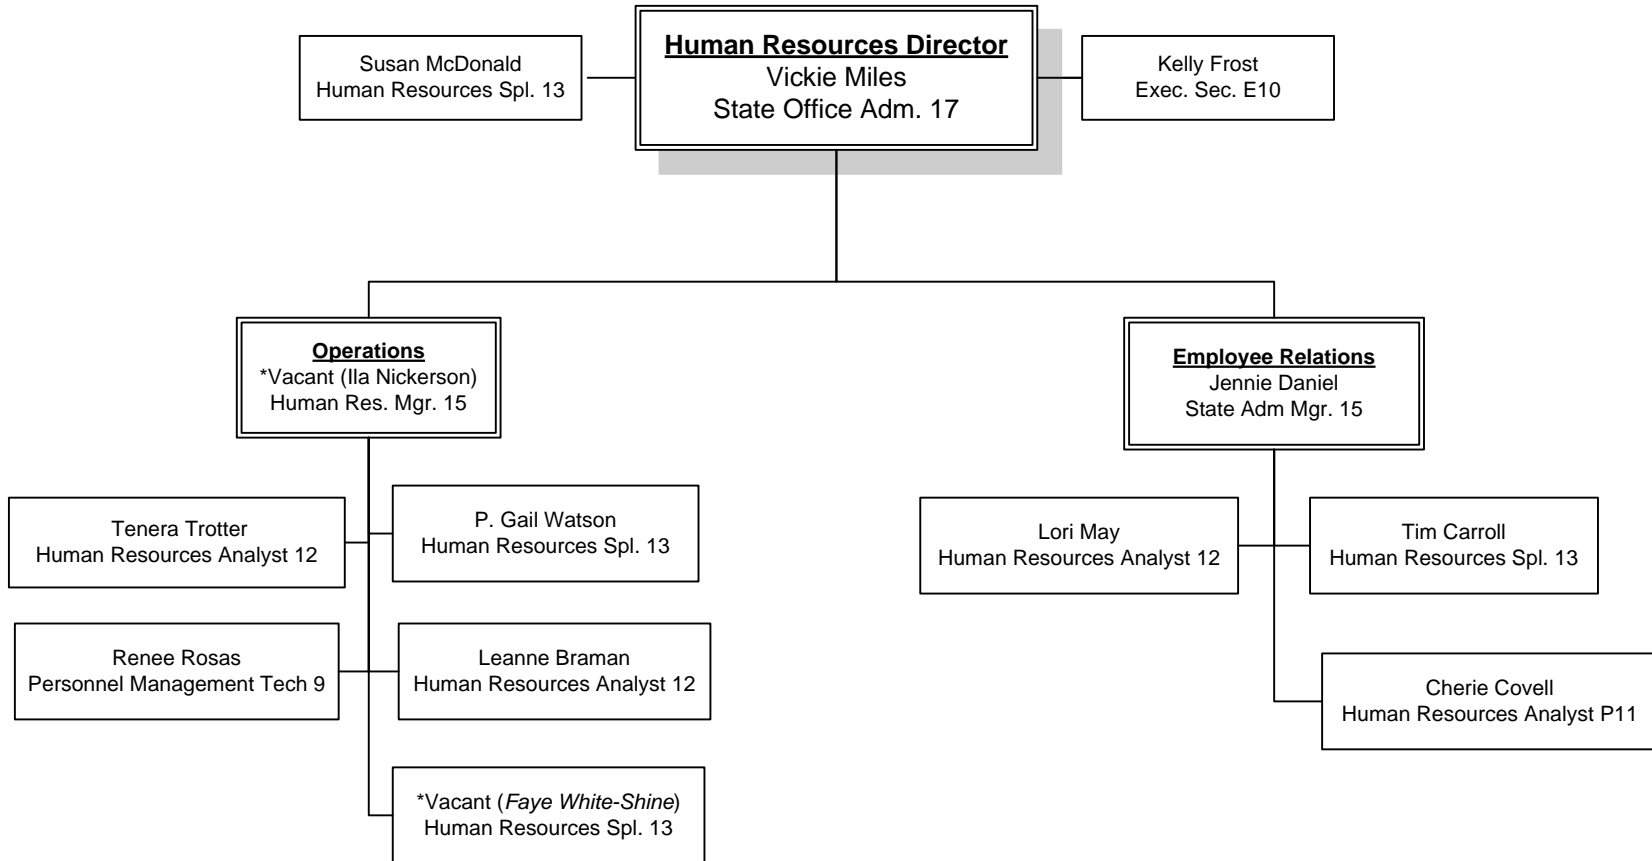 Susan McDonald
Human Resources Spl. 13
Human Resources Director
Vickie Miles
State Office Adm. 17
Kelly Frost
Exec. Sec. E10
Operations
*Vacant (Ila Nickerson)
Human Res. Mgr. 15
Employee Relations
Jennie Daniel
State Adm Mgr. 15
Tenera Trotter
Human Resources Analyst 12
P. Gail Watson
Human Resources Spl. 13
Lori May
Human Resources Analyst 12
Tim Carroll
Human Resources Spl. 13
Renee Rosas
Personnel Management Tech 9
Leanne Braman
Human Resources Analyst 12
Cherie Covell
Human Resources Analyst P11
*Vacant (Faye White-Shine)
Human Resources Spl. 13